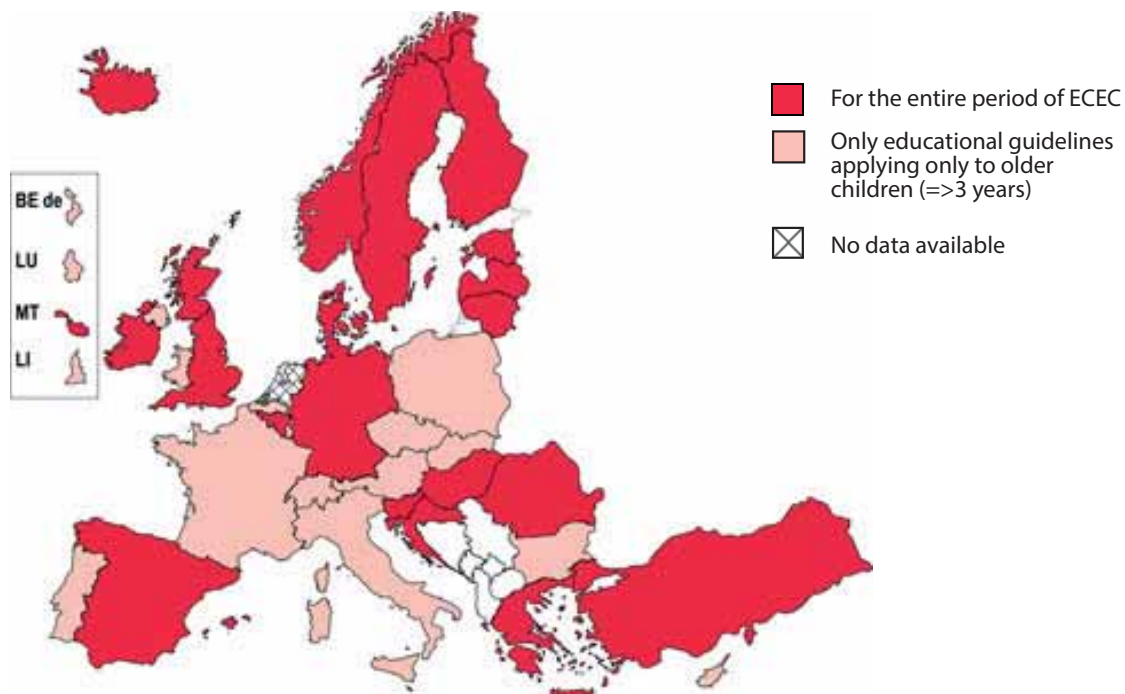 For the entire period of ECEC
Only educational guidelines
applying only to older
children (=>3 years)
No data available
BE de
LU
MT
LI